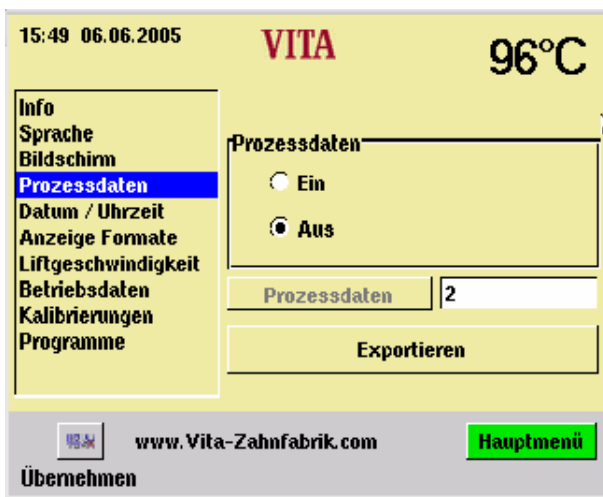 15:49 06.06.2005
VITA
96°C
Info
Sprache
Bildschirm
Prozessdaten
Datum / Uhrzeit
Anzeige Formate
Liftgeschwindigkeit
Betriebsdaten
Kalibrierungen
Programme
Prozessdaten
Ein
Aus
Prozessdaten
2
Exportieren
www.Vita-Zahnfabrik.com
Hauptmenü
Übernehmen